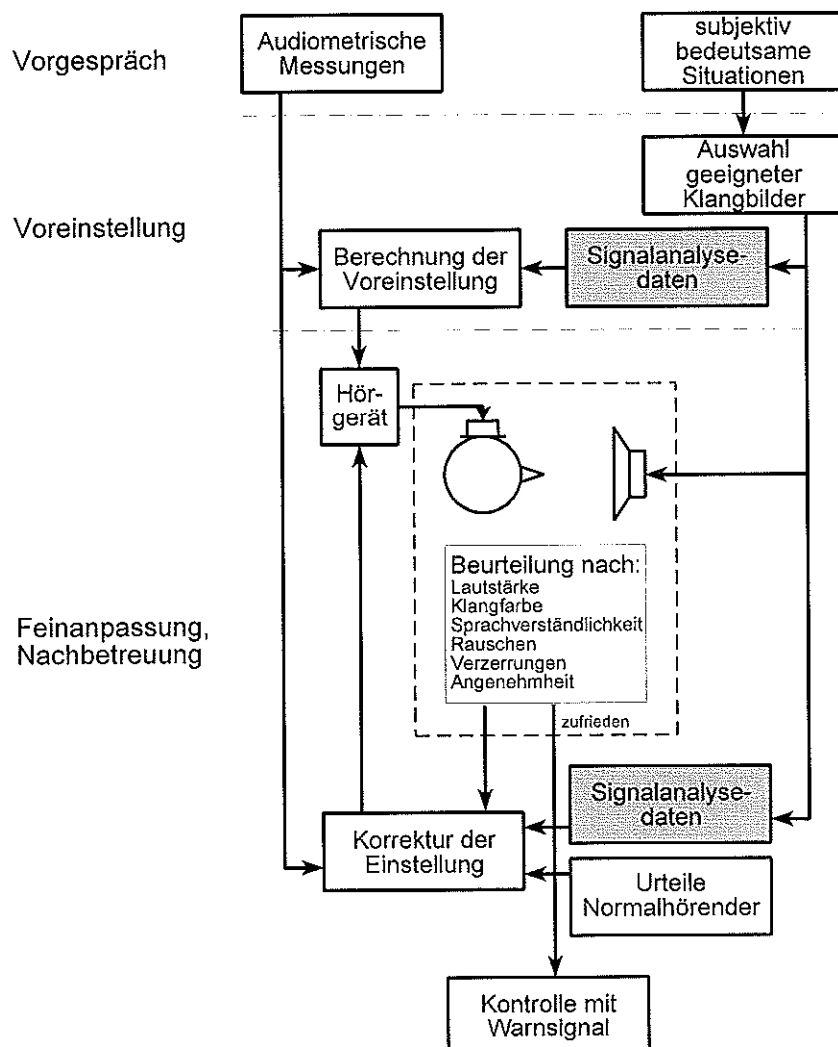 Vorgespräch
Audiometrische
Messungen
subjektiv
bedeutsame
Situationen
Auswahl
geeigneter
Klangbilder
Voreinstellung
Berechnung der
Voreinstellung
Signalanalyse-
daten
Hör-
gerät
Beurteilung nach:
Lautstärke
Klangfarbe
Sprachverständlichkeit
Rauschen
Verzerrungen
Angenehmheit
Feinanpassung,
Nachbetreuung
zufrieden
Signalanalyse-
daten
Korrektur der
Einstellung
Urteile
Normalhörender
Kontrolle mit
Warnsignal